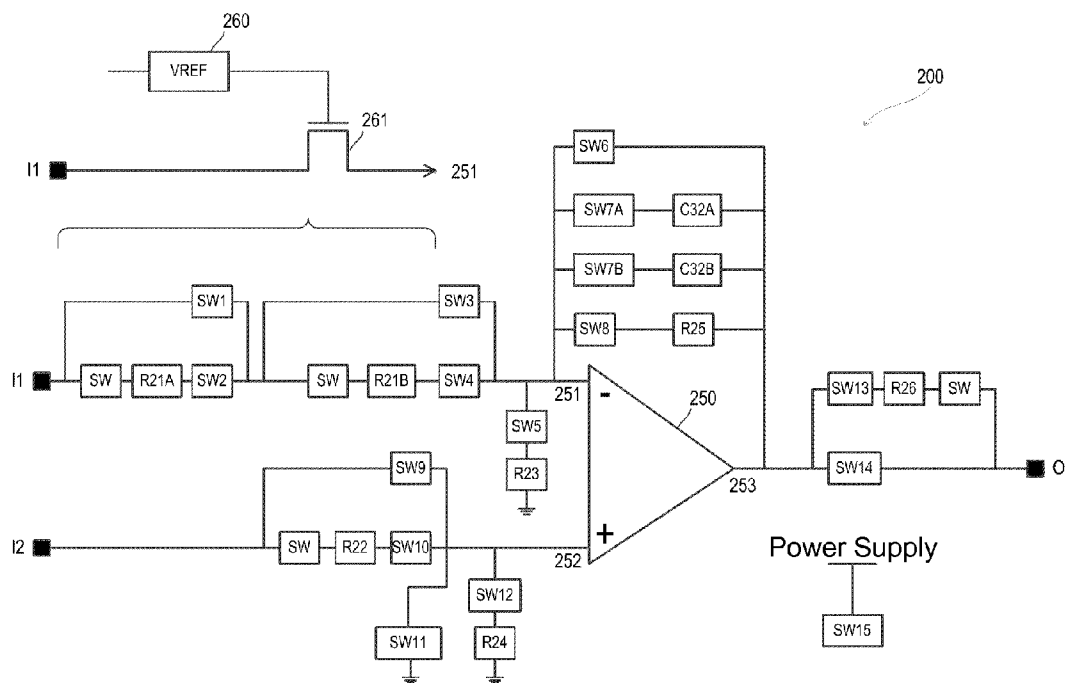 260
VREF
200
261
I1
251
SW6
SW7A
C32A
SW7B
C32B
SW1
SW3
SW8
R25
I1
SW
R21A
SW2
SW
R21B
SW4
251
-
250
SW13
R26
SW
SW5
R23
SW9
253
SW14
O
I2
SW
R22
SW10
252
+
Power Supply
SW12
SW11
R24
SW15